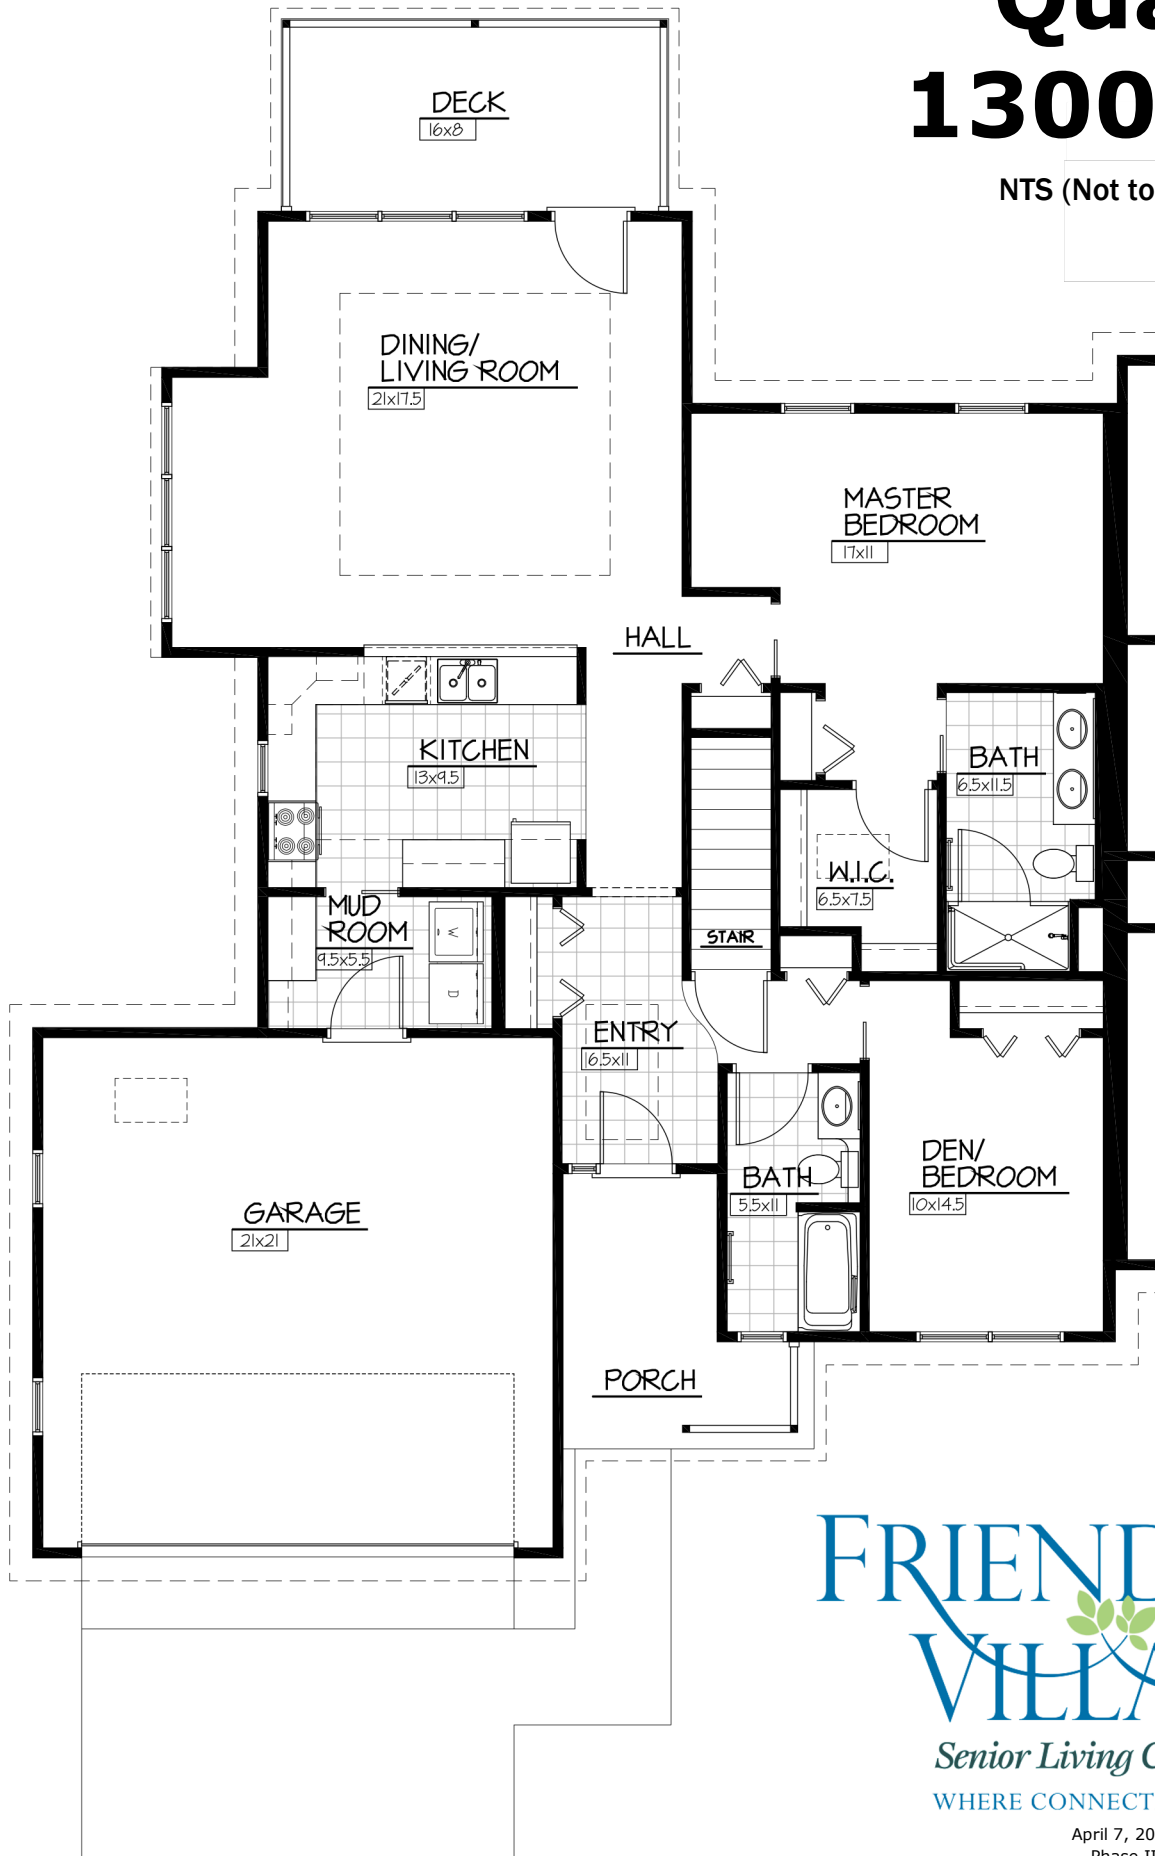 1300
NTS (Not to
DECK
16x8
DINING/
LIVING ROOM
21x17.5
MASTER
BEDROOM
17x11
HALL
KITCHEN
13x9.5
BATH
6.5x11.5
W.I.C.
6.5x7.5
MUD
ROOM
9.5x5.5
W
D
STAIR
ENTRY
6.5x11
BATH
5.5x11
DEN/
BEDROOM
10x14.5
GARAGE
21x21
PORCH
Senior Living
WHERE
April 7, 20
Phase